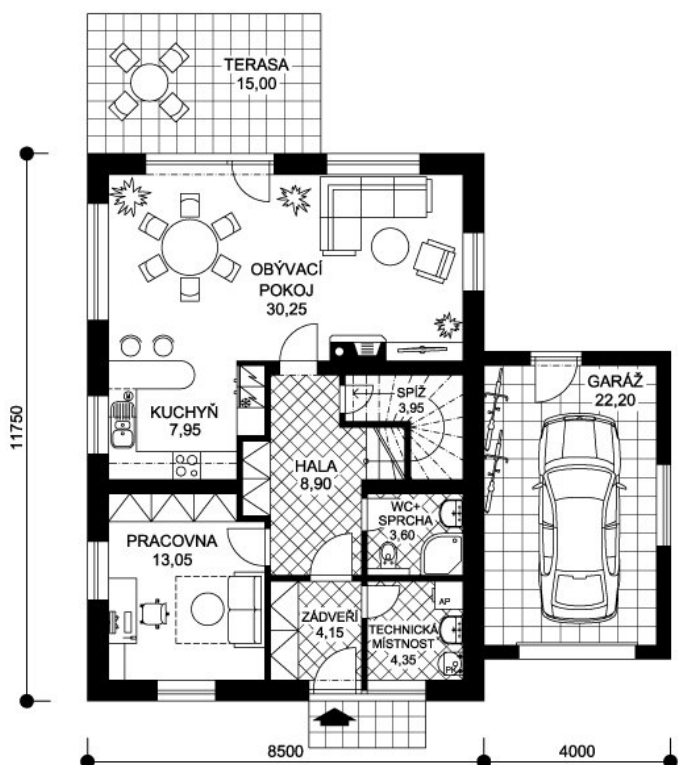 TERASA
15,00
OBÝVACÍ
POKOJ
30,25
GARÁŽ
22,20
SPÍŽ
3,95
KUCHYŇ
7,95
HALA
8,90
11750
WC+
SPRCHA
3,60
PRACOVNA
13,05
ZÁDVEŘÍ
4,15
AP
TECHNICKÁ
MÍSTNOST
4,35
PK
8500
4000